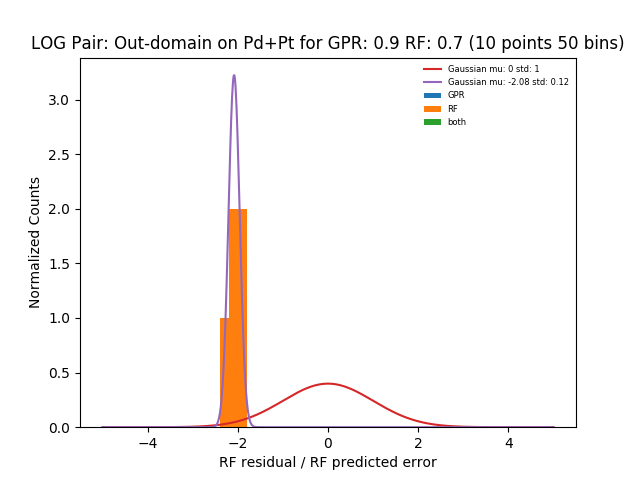 LOG Pair: Out-domain on Pd+Pt for GPR: 0.9 RF: 0.7 (10 points 50 bins)
Gaussian mu: 0 std: 1
Gaussian mu: -2.08 std: 0.12
GPR
RF
both
Normalized Counts
3.0
2.5
2.0
1.5
1.0
0.5
0.0
−4
−2
0
2
4
RF residual / RF predicted error